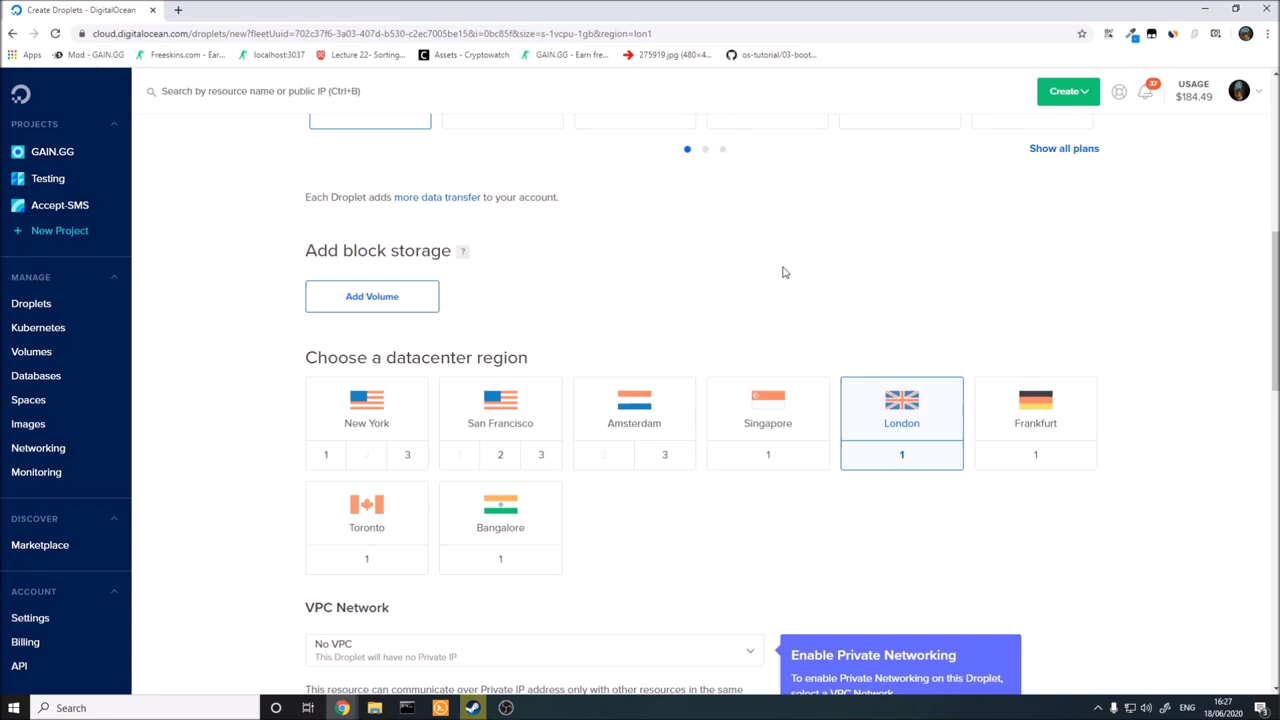 Create Droplets - DigitalOcean
cloud.digitalocean.com/droplets/new?fleetUuid=702c37f6-3a03-407d-b530-c2ec7005be15&i=0bc85f&size=s-1vcpu-1gb&region=lon1
Apps Mod - GAIN.GG Freeskins.com - Ear... localhost:3037 Lecture 22- Sorting... Assets - Cryptowatch GAIN.GG - Earn fre... 275919.jpg (480×4... os-tutorial/03-boot...
Search by resource name or public IP (Ctrl+B)
Create
37
USAGE
$184.49
PROJECTS
GAIN.GG
Testing
Accept-SMS
+ New Project
MANAGE
Droplets
Kubernetes
Volumes
Databases
Spaces
Images
Networking
Monitoring
DISCOVER
Marketplace
ACCOUNT
Settings
Billing
API
Show all plans
Each Droplet adds more data transfer to your account.
Add block storage ?
Add Volume
Choose a datacenter region
New York San Francisco Amsterdam Singapore London Frankfurt
1 2 3 1 2 3 2 3 1 1 1
Toronto Bangalore
1 1
VPC Network
No VPC
This Droplet will have no Private IP
This resource can communicate over Private IP address only with other resources in the same
Enable Private Networking
To enable Private Networking on this Droplet,
select a VPC Network
Search
ENG
16:27
18/06/2020
3